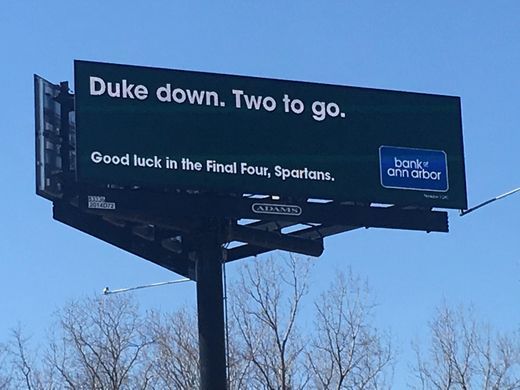 Duke down. Two to go.
Good luck in the Final Four, Spartans.
bank of
ann arbor
ADAMS